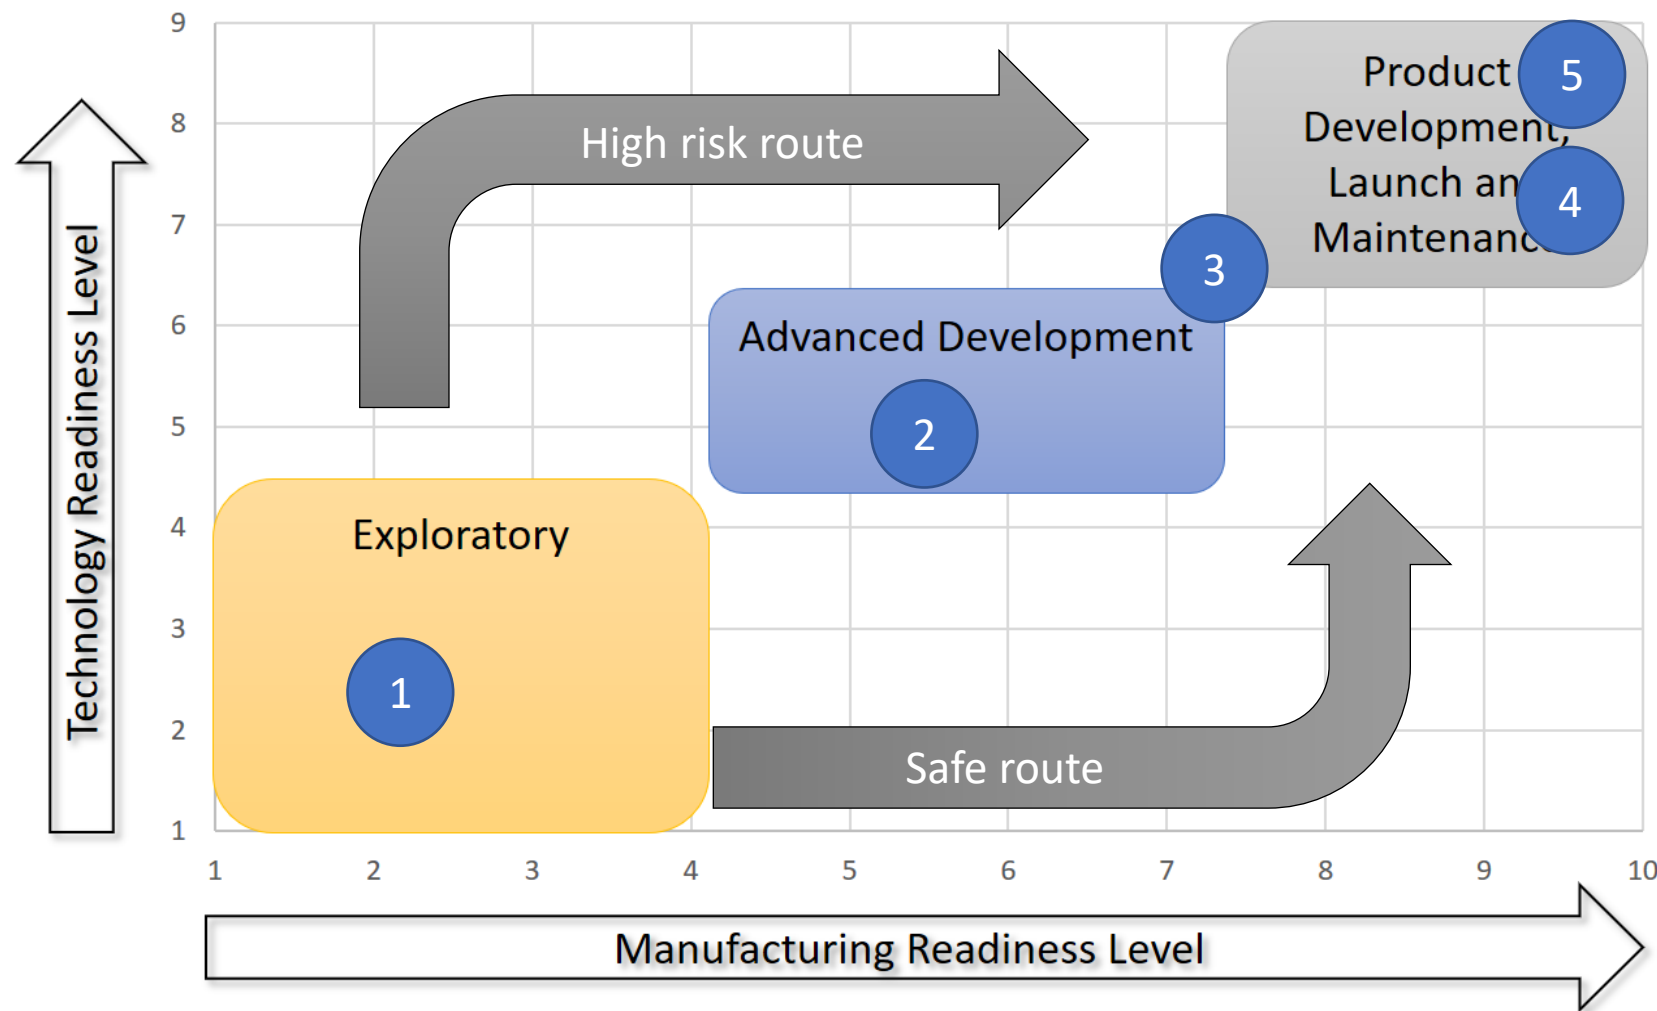 9
Product
5
Development,
8
High risk route
Launch an
4
7
Maintenanc
3
6
Advanced Development
5
2
4
Exploratory
3
1
2
Safe route
1
Technology Readiness Level
1 2 3 4 5 6 7 8 9 10
Manufacturing Readiness Level